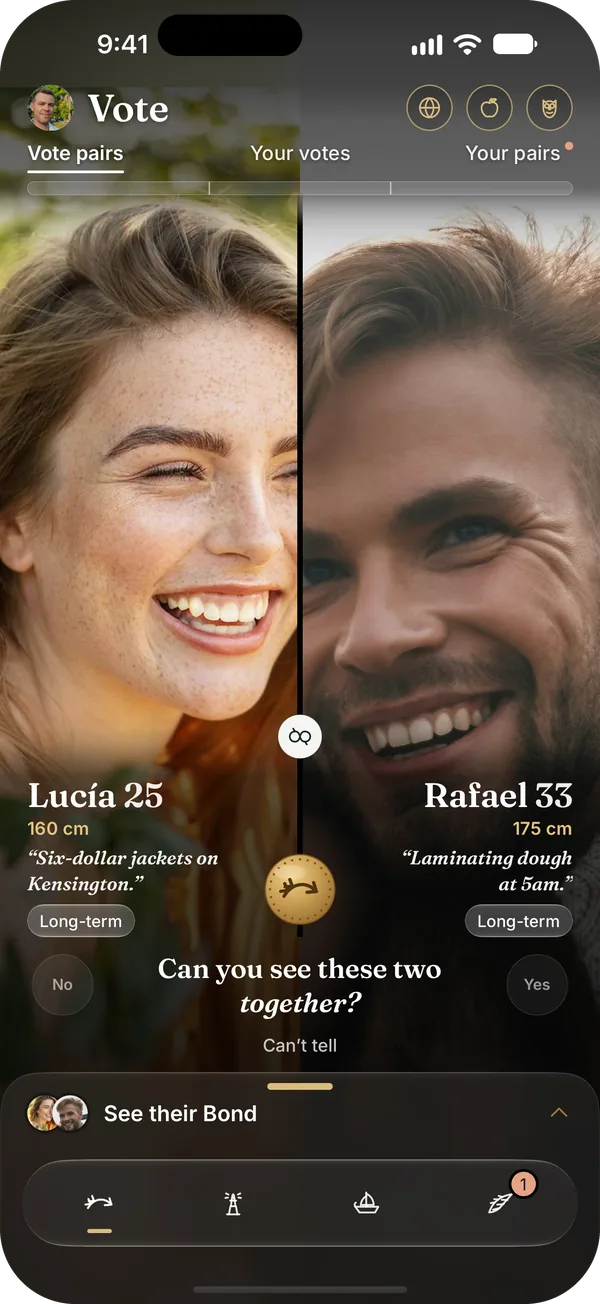 9:41
Vote
Vote pairs
Your votes
Your pairs
Lucía 25
160 cm
“Six-dollar jackets on
Kensington.”
Long-term
Rafael 33
175 cm
“Laminating dough
at 5am.”
Long-term
No
Can you see these two
together?
Yes
Can’t tell
See their Bond
1